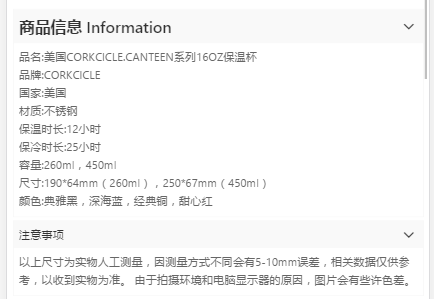 商品信息 Information
品名:美国CORKCICLE.CANTEEN系列16OZ保温杯
品牌:CORKCICLE
国家:美国
材质:不锈钢
保温时长:12小时
保冷时长:25小时
容量:260ml，450ml
尺寸:190*64mm（260ml），250*67mm（450ml）
颜色:典雅黑，深海蓝，经典铜，甜心红
注意事项
以上尺寸为实物人工测量，因测量方式不同会有5-10mm误差，相关数据仅供参
考，以收到实物为准。 由于拍摄环境和电脑显示器的原因，图片会有些许色差。